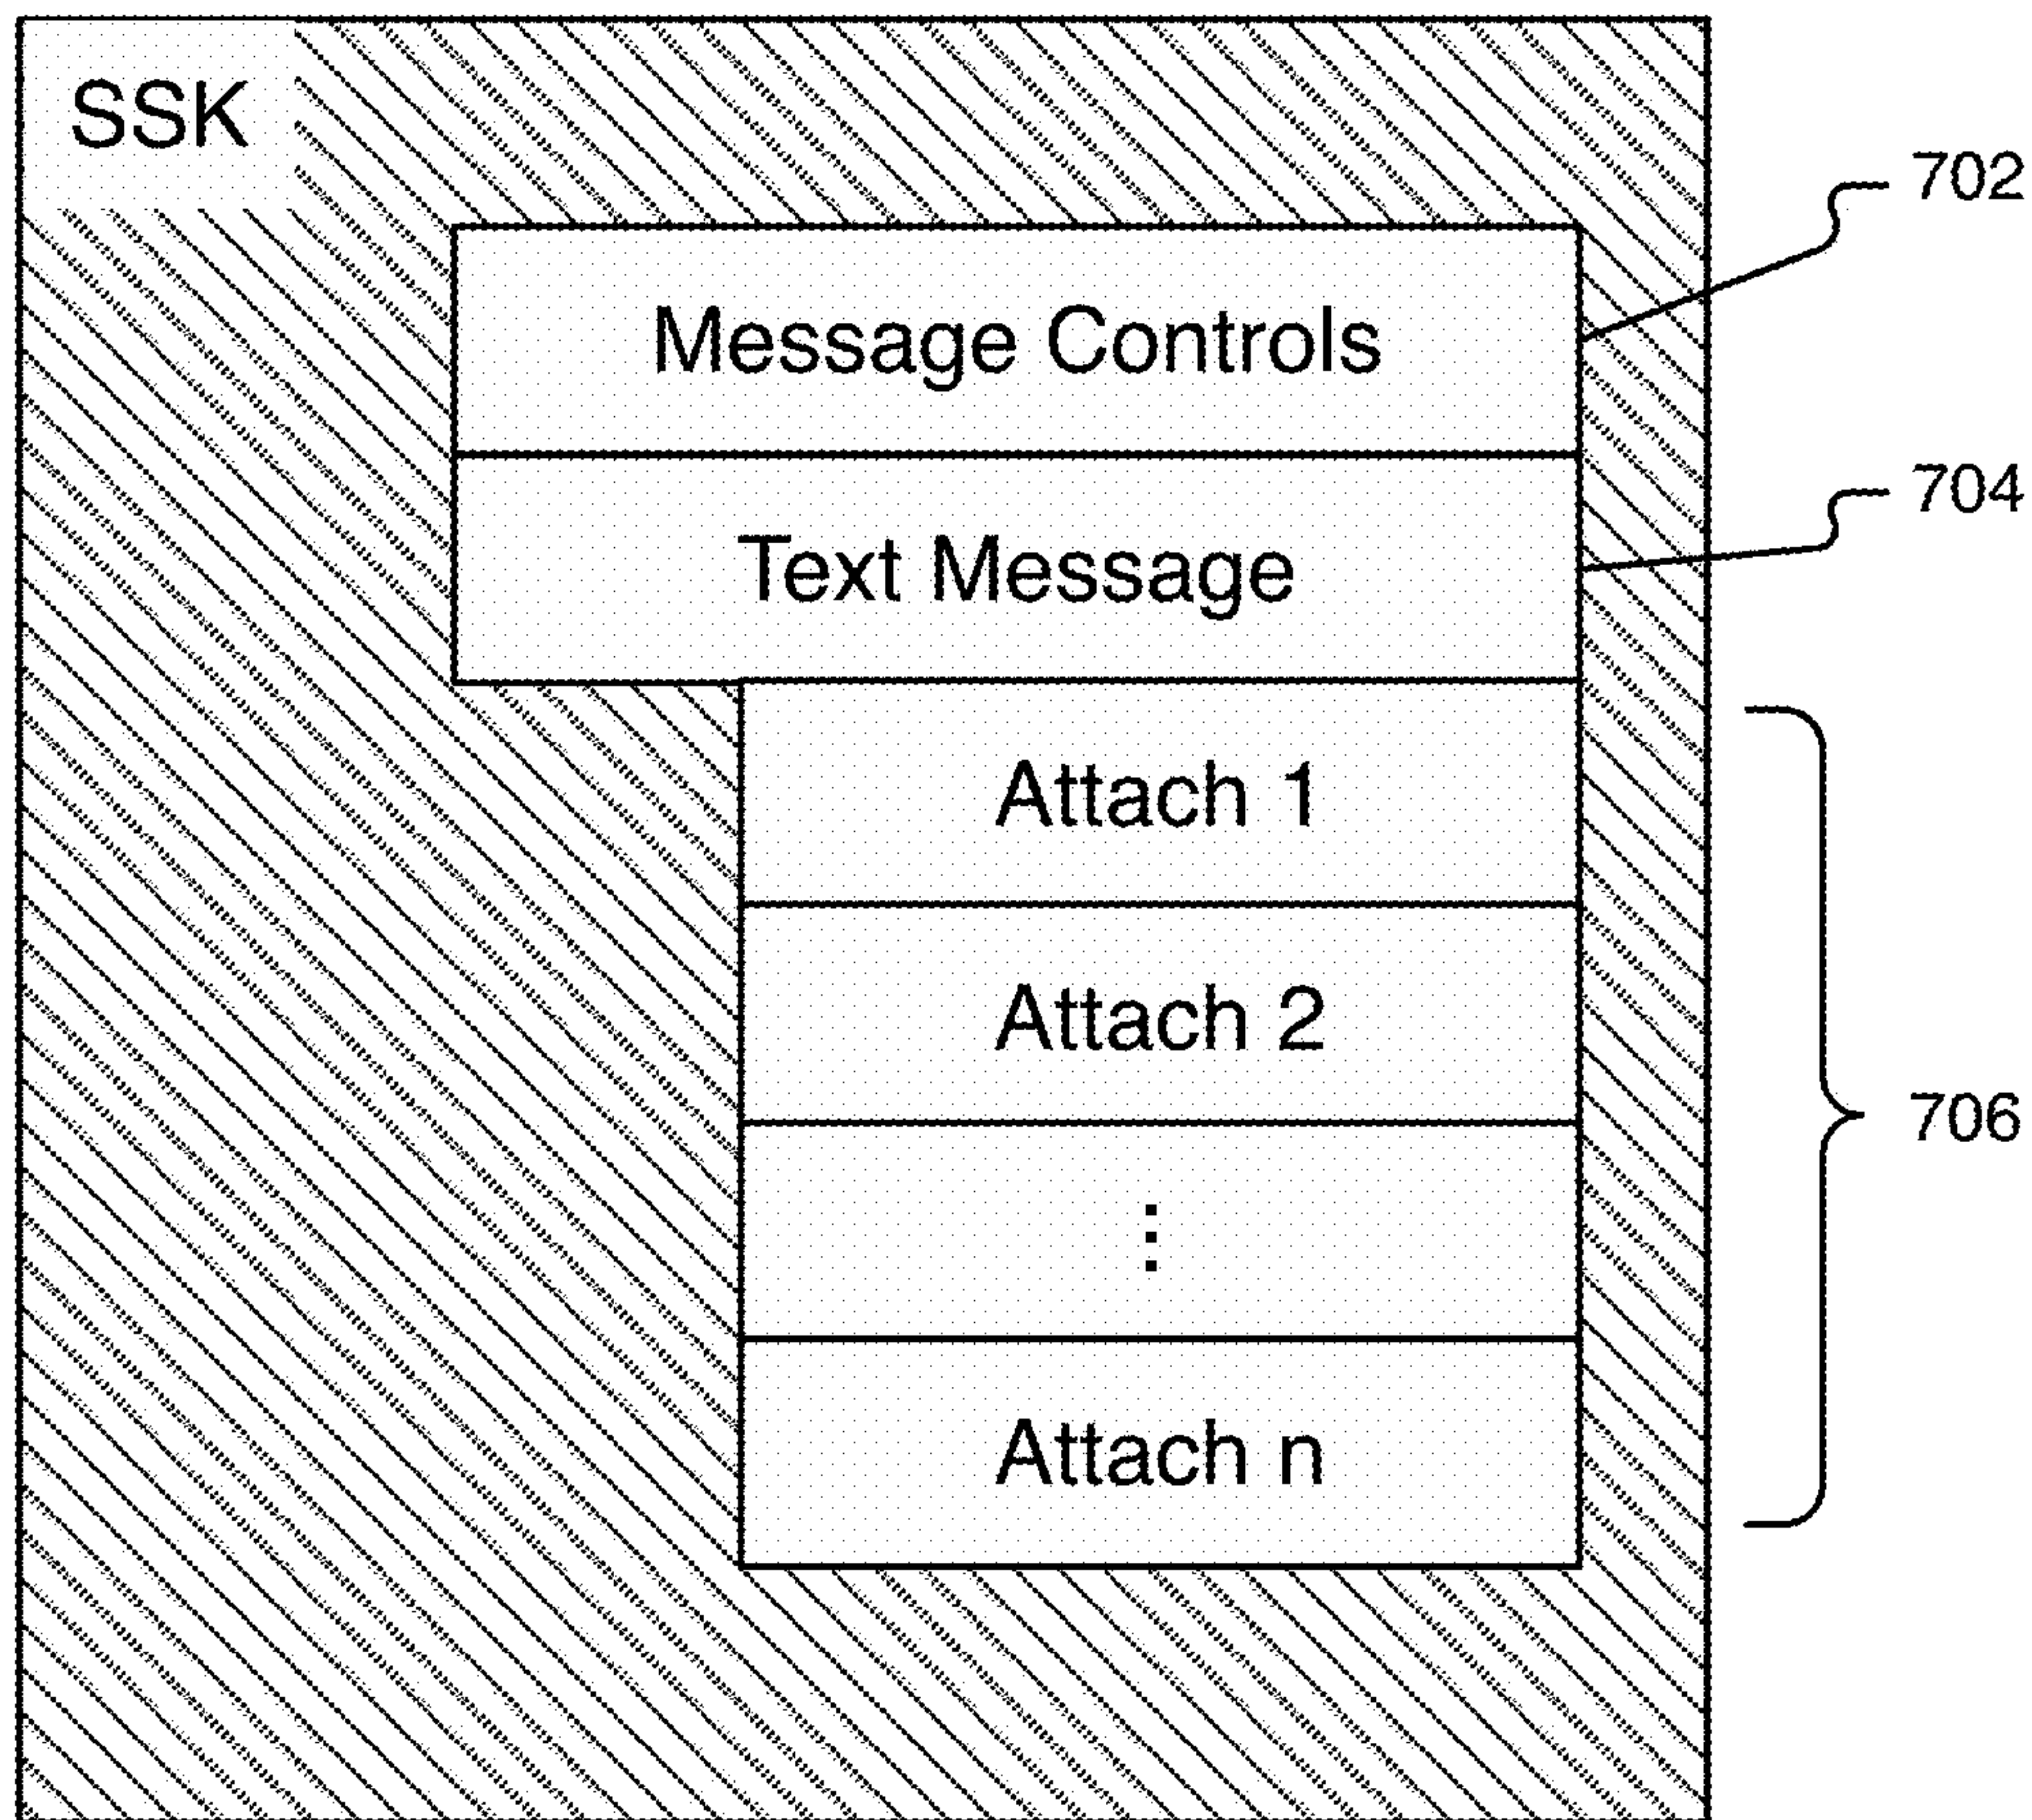 SSK
702
Message Controls
704
Text Message
Attach 1
Attach 2
706
⋮
Attach n